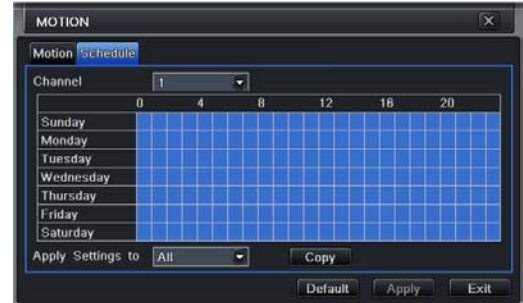 MOTION X
Motion Schedule
Channel 1
0 4 8 12 16 20
Sunday
Monday
Tuesday
Wednesday
Thursday
Friday
Saturday
Apply Settings to All Copy
Default Apply Exit